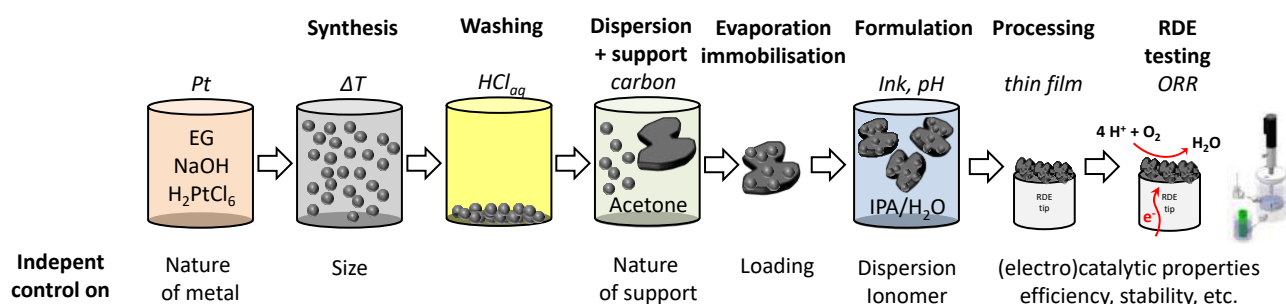 Synthesis
Washing
Dispersion
+ support
Evaporation
immobilisation
Formulation
Processing
RDE
testing
Pt
ΔT
HClaq
carbon
Ink, pH
thin film
ORR
EG
NaOH
H2PtCl6
Acetone
IPA/H2O
RDE
tip
4 H+ + O2
H2O
RDE
tip
e-
Indepent
control on
Nature
of metal
Size
Nature
of support
Loading
Dispersion
Ionomer
(electro)catalytic properties
efficiency, stability, etc.